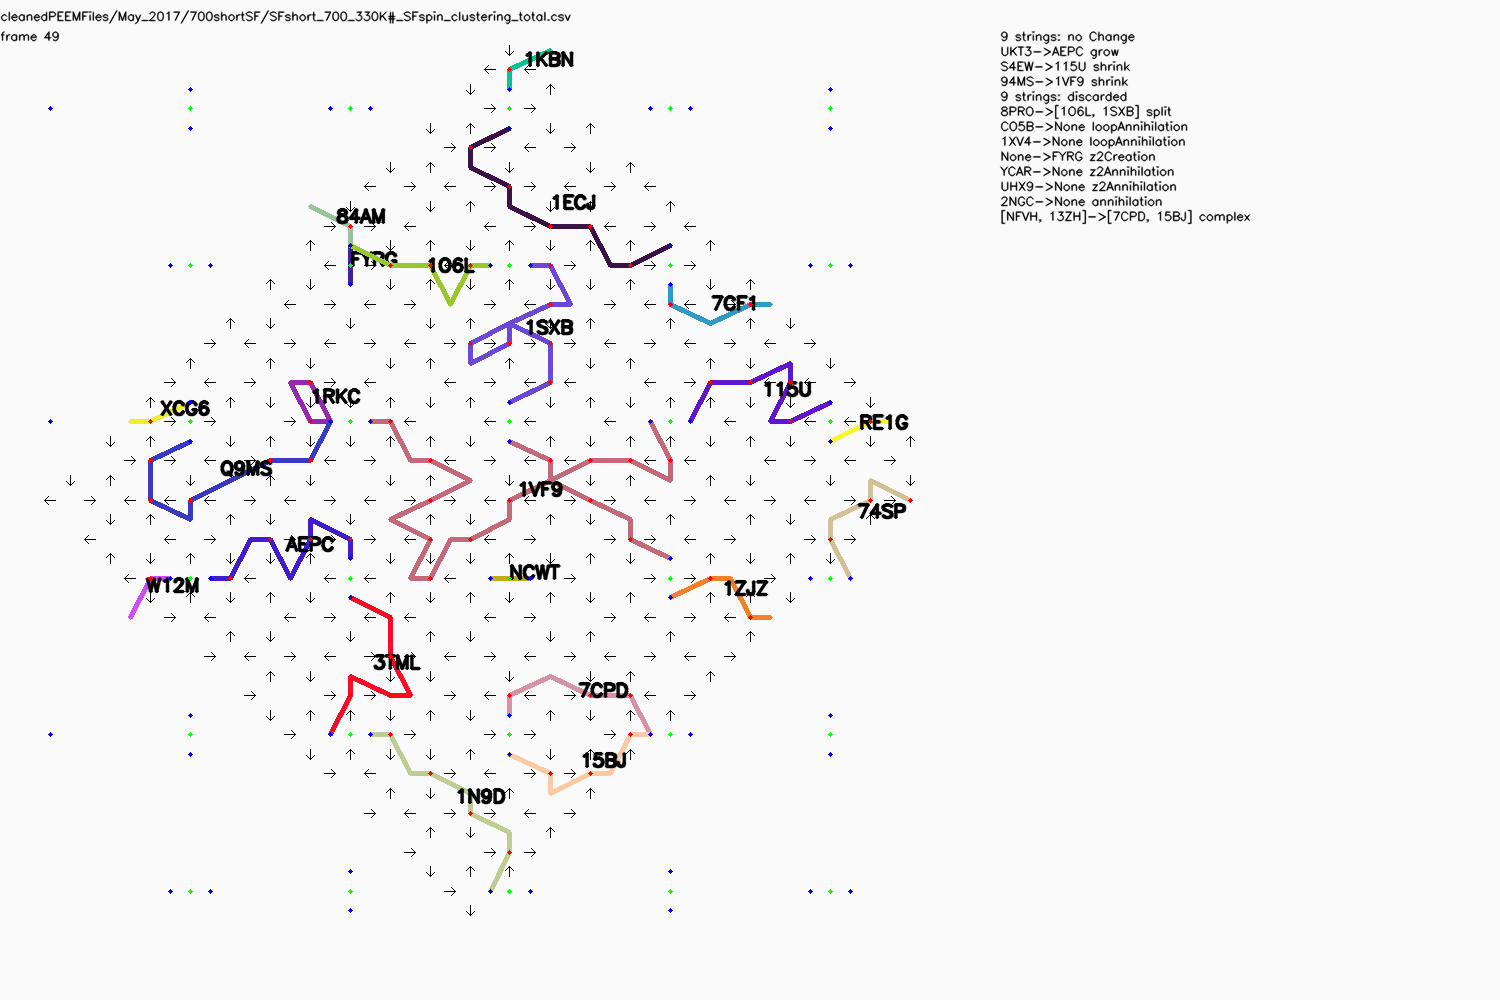 cleanedPEEMFiles/May_2017/700shortSF/SFshort_700_330K#_SFspin_clustering_total.csv
frame 49
9 strings: no Change
UKT3->AEPC grow
S4EW->115U shrink
94MS->1VF9 shrink
9 strings: discarded
8PRO->[1O6L, 1SXB] split
CO5B->None loopAnnihilation
1XV4->None loopAnnihilation
None->FYRG z2Creation
YCAR->None z2Annihilation
UHX9->None z2Annihilation
2NGC->None annihilation
[NFVH, 13ZH]->[7CPD, 15BJ] complex
1KBN
1ECJ
84AM
FYRG
1O6L
7CF1
1SXB
115U
1RKC
XCG6
RE1G
Q9MS
1VF9
74SP
AEPC
NCWT
W12M
1ZJZ
3TML
7CPD
15BJ
1N9D